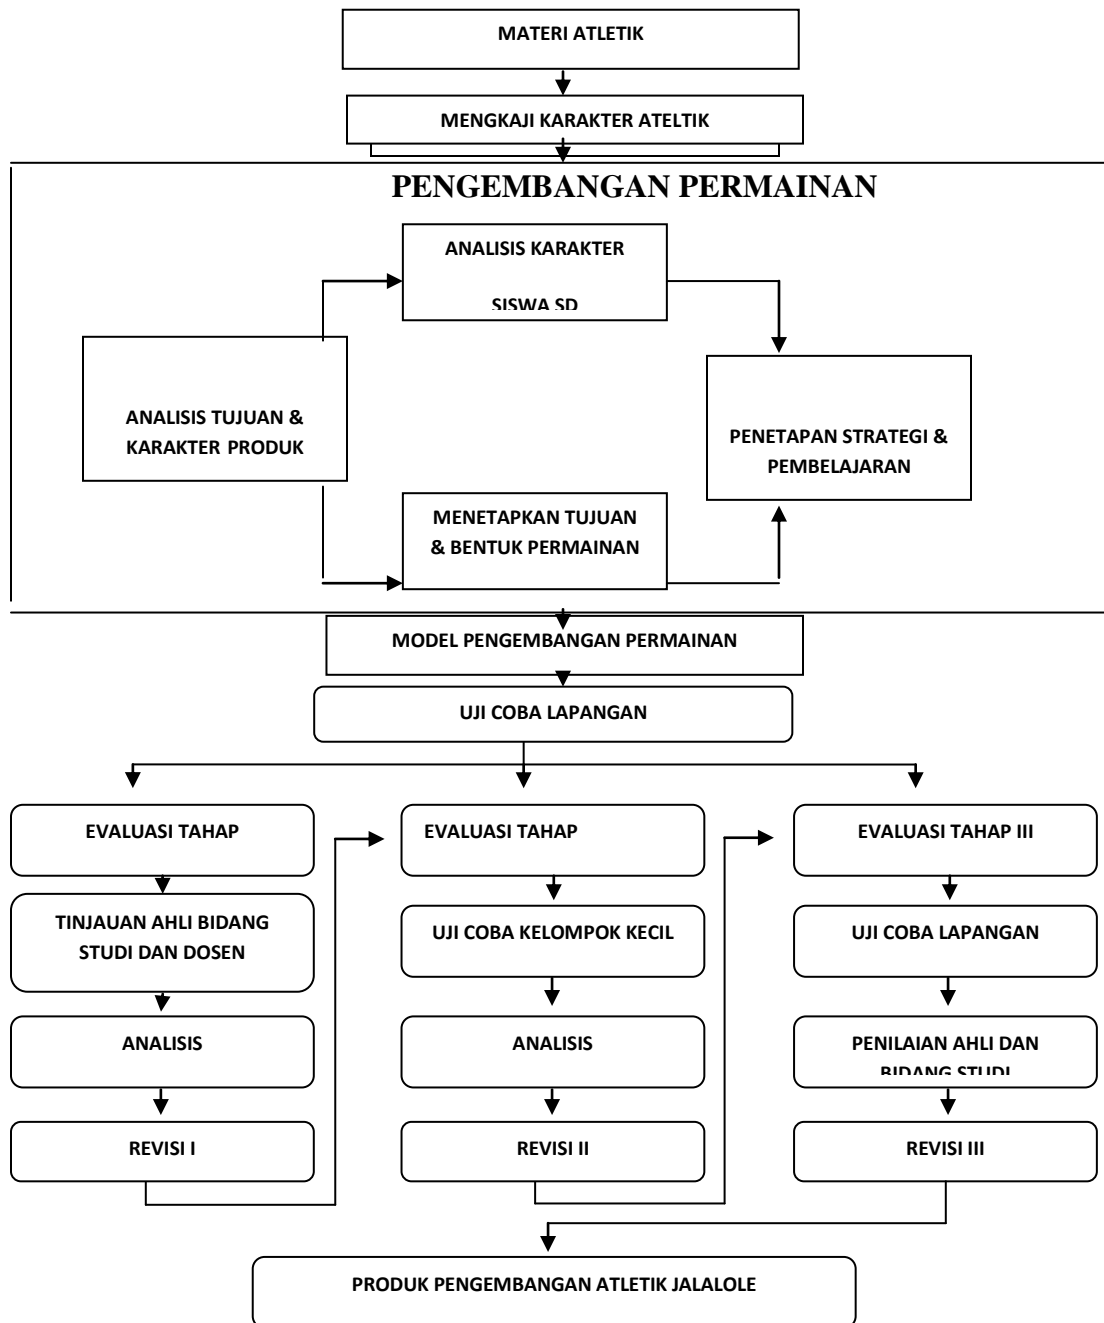 MATERI ATLETIK
MENGKAJI KARAKTER ATELTIK
PENGEMBANGAN PERMAINAN
ANALISIS KARAKTER
SISWA SD
ANALISIS TUJUAN &
KARAKTER PRODUK
PENETAPAN STRATEGI &
PEMBELAJARAN
MENETAPKAN TUJUAN
& BENTUK PERMAINAN
MODEL PENGEMBANGAN PERMAINAN
UJI COBA LAPANGAN
EVALUASI TAHAP
EVALUASI TAHAP
EVALUASI TAHAP III
TINJAUAN AHLI BIDANG
STUDI DAN DOSEN
UJI COBA KELOMPOK KECIL
UJI COBA LAPANGAN
ANALISIS
ANALISIS
PENILAIAN AHLI DAN
BIDANG STUDI
REVISI I
REVISI II
REVISI III
PRODUK PENGEMBANGAN ATLETIK JALALOLE